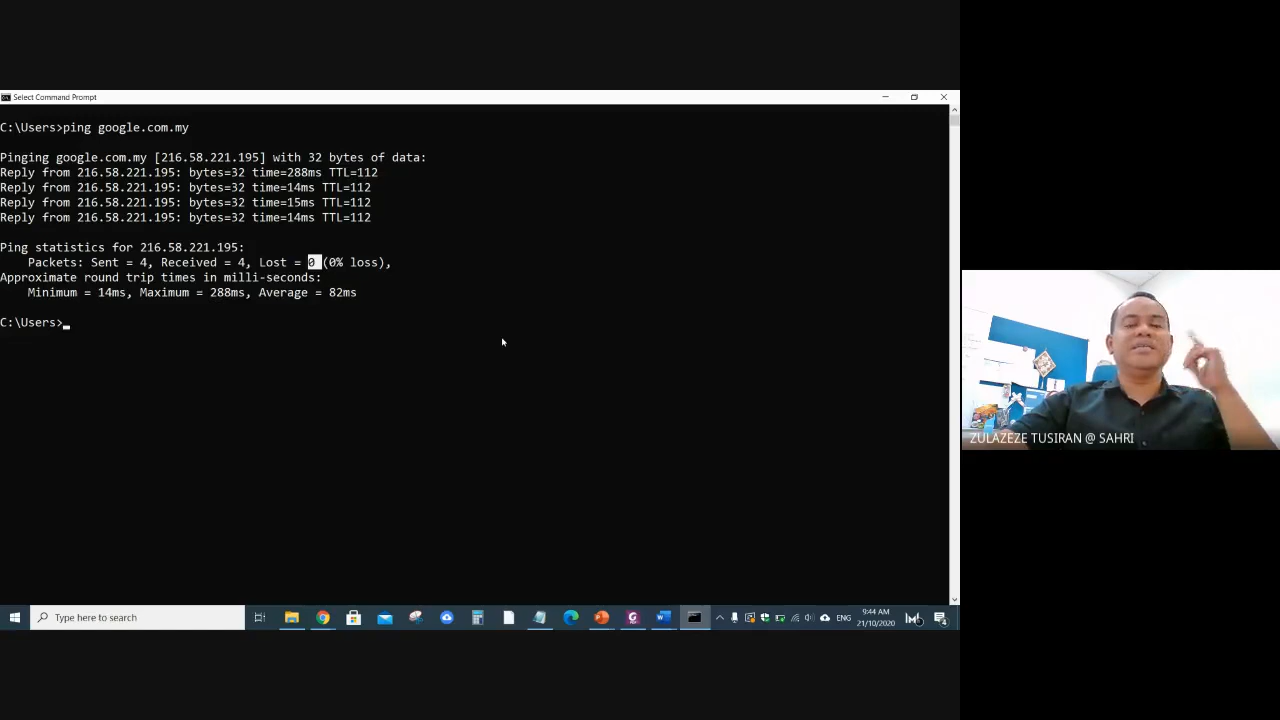 Select Command Prompt
C:\Users>ping google.com.my
Pinging google.com.my [216.58.221.195] with 32 bytes of data:
Reply from 216.58.221.195: bytes=32 time=288ms TTL=112
Reply from 216.58.221.195: bytes=32 time=14ms TTL=112
Reply from 216.58.221.195: bytes=32 time=15ms TTL=112
Reply from 216.58.221.195: bytes=32 time=14ms TTL=112
Ping statistics for 216.58.221.195:
Packets: Sent = 4, Received = 4, Lost = 0 (0% loss),
Approximate round trip times in milli-seconds:
Minimum = 14ms, Maximum = 288ms, Average = 82ms
C:\Users>
ZULAZEZE TUSIRAN @ SAHRI
Type here to search
ENG
9:44 AM
21/10/2020